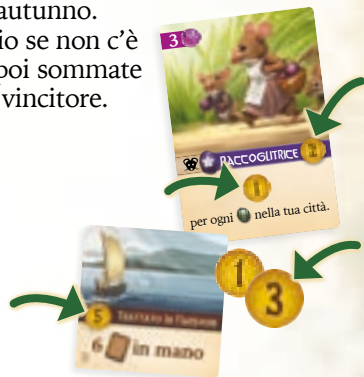 autunno.
io se non c'è
poi sommate
vincitore.
3
RACCOGLITRICE 2
1
per ogni nella tua città.
1
3
5
6 in mano